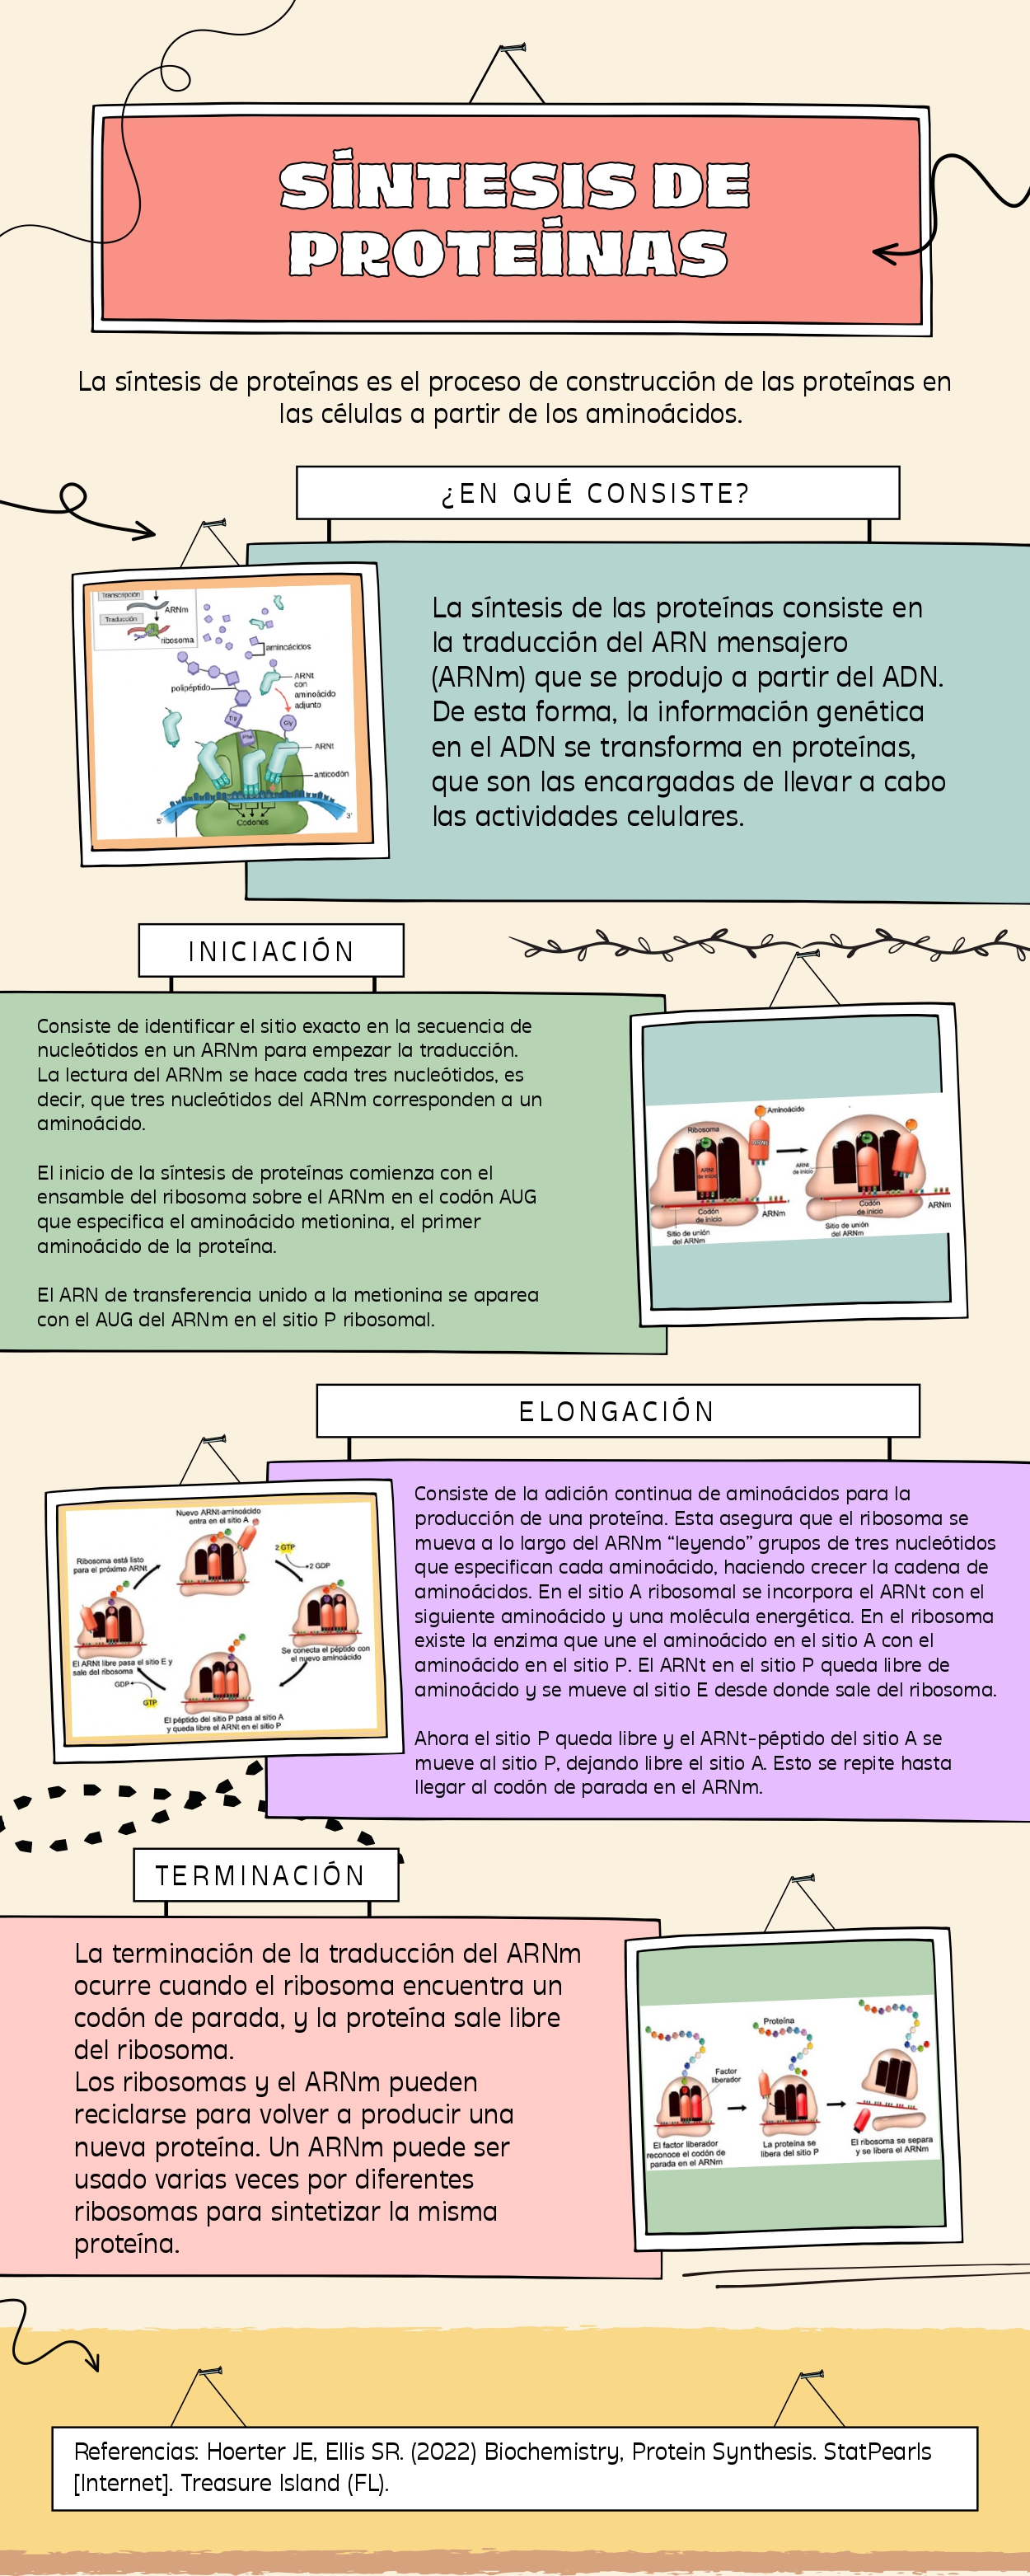 SÍNTESIS DE
PROTEÍNAS
La síntesis de proteínas es el proceso de construcción de las proteínas en
las células a partir de los aminoácidos.
¿EN QUÉ CONSISTE?
Transcripción
ARNm
Traducción
ribosoma
aminoácidos
polipéptido
ARNt
con
aminoácido
adjunto
Trp
Gly
Phe
ARNt
anticodón
5'
3'
Codones
La síntesis de las proteínas consiste en
la traducción del ARN mensajero
(ARNm) que se produjo a partir del ADN.
De esta forma, la información genética
en el ADN se transforma en proteínas,
que son las encargadas de llevar a cabo
las actividades celulares.
INICIACIÓN
Consiste de identificar el sitio exacto en la secuencia de
nucleótidos en un ARNm para empezar la traducción.
La lectura del ARNm se hace cada tres nucleótidos, es
decir, que tres nucleótidos del ARNm corresponden a un
aminoácido.
El inicio de la síntesis de proteínas comienza con el
ensamble del ribosoma sobre el ARNm en el codón AUG
que especifica el aminoácido metionina, el primer
aminoácido de la proteína.
El ARN de transferencia unido a la metionina se aparea
con el AUG del ARNm en el sitio P ribosomal.
Aminoácido
Ribosoma
ARNt
ARNt
de inicio
ARNt
de inicio
Codón
de inicio
ARNm
Sitio de unión
del ARNm
Codón
de inicio
ARNm
Sitio de unión
del ARNm
ELONGACIÓN
Nuevo ARNt-aminoácido
entra en el sitio A
2 GTP
2 GDP
Ribosoma está listo
para el próximo ARNt
Se conecta el péptido con
el nuevo aminoácido
El ARNt libre pasa el sitio E y
sale del ribosoma
GDP
GTP
El péptido del sitio P pasa al sitio A
y queda libre el ARNt en el sitio P
Consiste de la adición continua de aminoácidos para la
producción de una proteína. Esta asegura que el ribosoma se
mueva a lo largo del ARNm “leyendo” grupos de tres nucleótidos
que especifican cada aminoácido, haciendo crecer la cadena de
aminoácidos. En el sitio A ribosomal se incorpora el ARNt con el
siguiente aminoácido y una molécula energética. En el ribosoma
existe la enzima que une el aminoácido en el sitio A con el
aminoácido en el sitio P. El ARNt en el sitio P queda libre de
aminoácido y se mueve al sitio E desde donde sale del ribosoma.
Ahora el sitio P queda libre y el ARNt-péptido del sitio A se
mueve al sitio P, dejando libre el sitio A. Esto se repite hasta
llegar al codón de parada en el ARNm.
TERMINACIÓN
La terminación de la traducción del ARNm
ocurre cuando el ribosoma encuentra un
codón de parada, y la proteína sale libre
del ribosoma.
Los ribosomas y el ARNm pueden
reciclarse para volver a producir una
nueva proteína. Un ARNm puede ser
usado varias veces por diferentes
ribosomas para sintetizar la misma
proteína.
Proteína
Factor
liberador
El factor liberador
reconoce el codón de
parada en el ARNm
La proteína se
libera del sitio P
El ribosoma se separa
y se libera el ARNm
Referencias: Hoerter JE, Ellis SR. (2022) Biochemistry, Protein Synthesis. StatPearls
[Internet]. Treasure Island (FL).